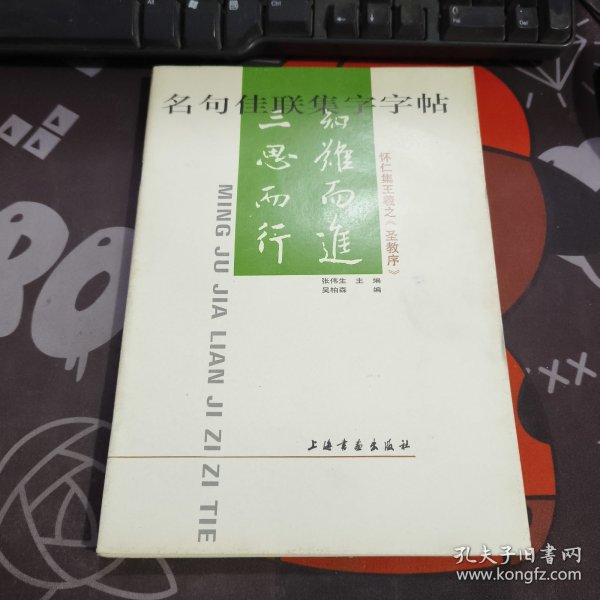 名句佳联集字字帖
知難而進
三思而行
怀仁集王羲之《圣教序》
张伟生 主 编
吴柏森 编
MING JU JIA LIAN JI ZI ZI TIE
上海书画出版社
孔夫子旧书网
www.kongfz.com